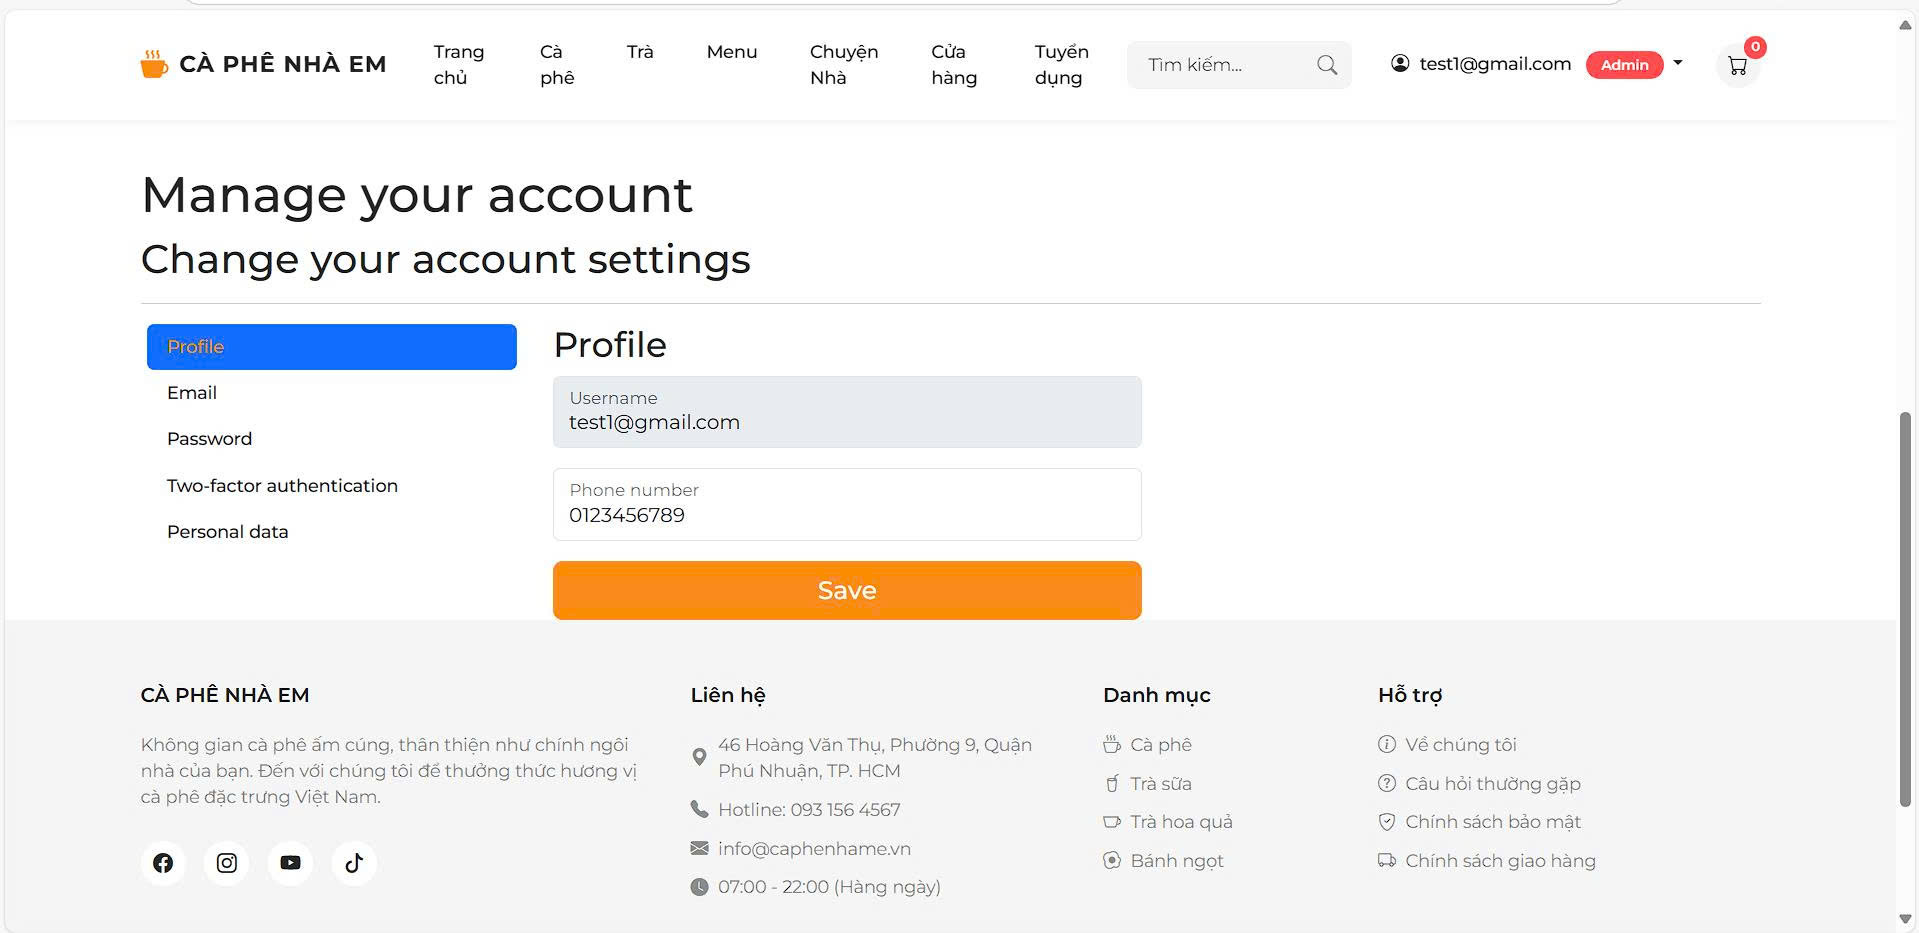 CÀ PHÊ NHÀ EM
Trang
chủ
Cà
phê
Trà
Menu
Chuyện
Nhà
Cửa
hàng
Tuyển
dụng
Tìm kiếm...
test1@gmail.com
Admin
0
Manage your account
Change your account settings
Profile
Email
Password
Two-factor authentication
Personal data
Profile
Username
test1@gmail.com
Phone number
0123456789
Save
CÀ PHÊ NHÀ EM
Không gian cà phê ấm cúng, thân thiện như chính ngôi
nhà của bạn. Đến với chúng tôi để thưởng thức hương vị
cà phê đặc trưng Việt Nam.
Liên hệ
46 Hoàng Văn Thụ, Phường 9, Quận
Phú Nhuận, TP. HCM
Hotline: 093 156 4567
info@caphenhame.vn
07:00 - 22:00 (Hàng ngày)
Danh mục
Cà phê
Trà sữa
Trà hoa quả
Bánh ngọt
Hỗ trợ
Về chúng tôi
Câu hỏi thường gặp
Chính sách bảo mật
Chính sách giao hàng